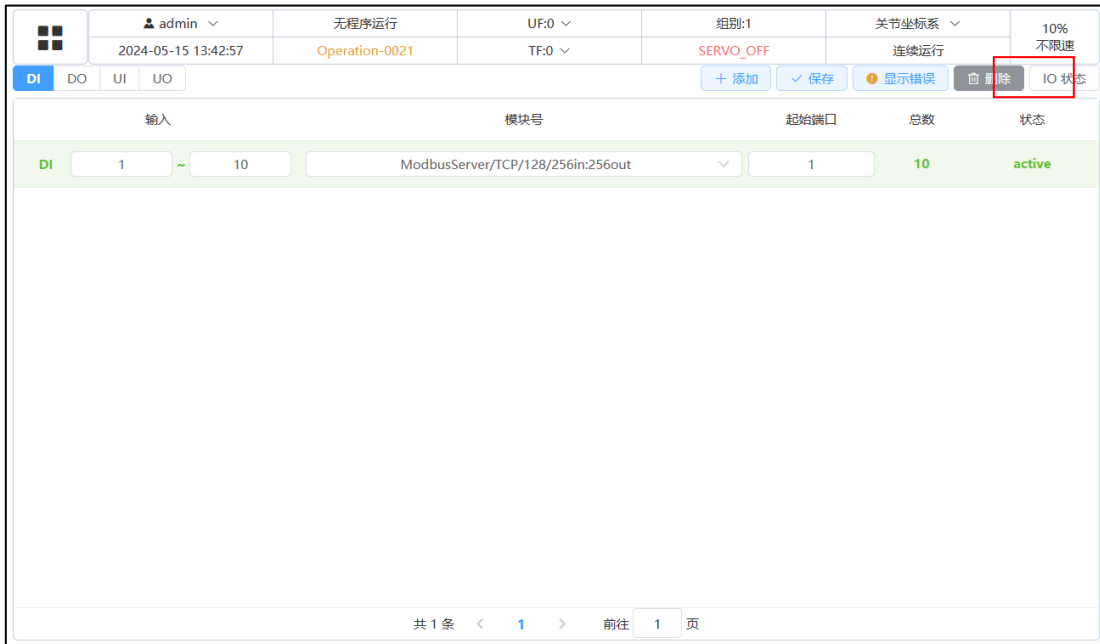 admin 无程序运行 UF:0 组别:1 关节坐标系 10%
2024-05-15 13:42:57 Operation-0021 TF:0 SERVO_OFF 连续运行 不限速
DI DO UI UO + 添加 保存 显示错误 删除 IO 状态
输入 模块号 起始端口 总数 状态
DI 1 ~ 10 ModbusServer/TCP/128/256in:256out 1 10 active
共 1 条 < 1 > 前往 1 页